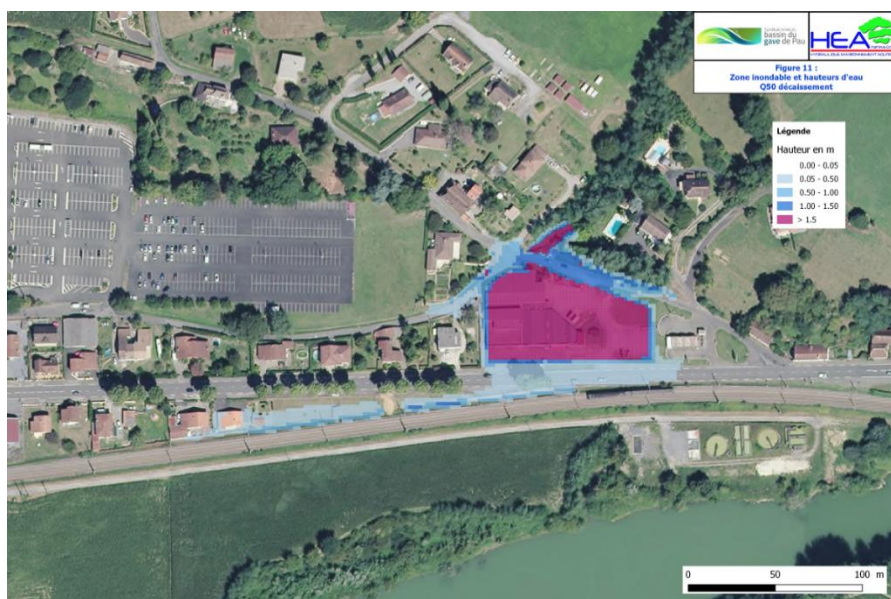 bassin du
gave de Pau
HEA
Figure 11 :
Zone inondable et hauteurs d'eau
Q50 décaissement
Légende
Hauteur en m
0.00 - 0.05
0.05 - 0.50
0.50 - 1.00
1.00 - 1.50
> 1.5
0 50 100 m